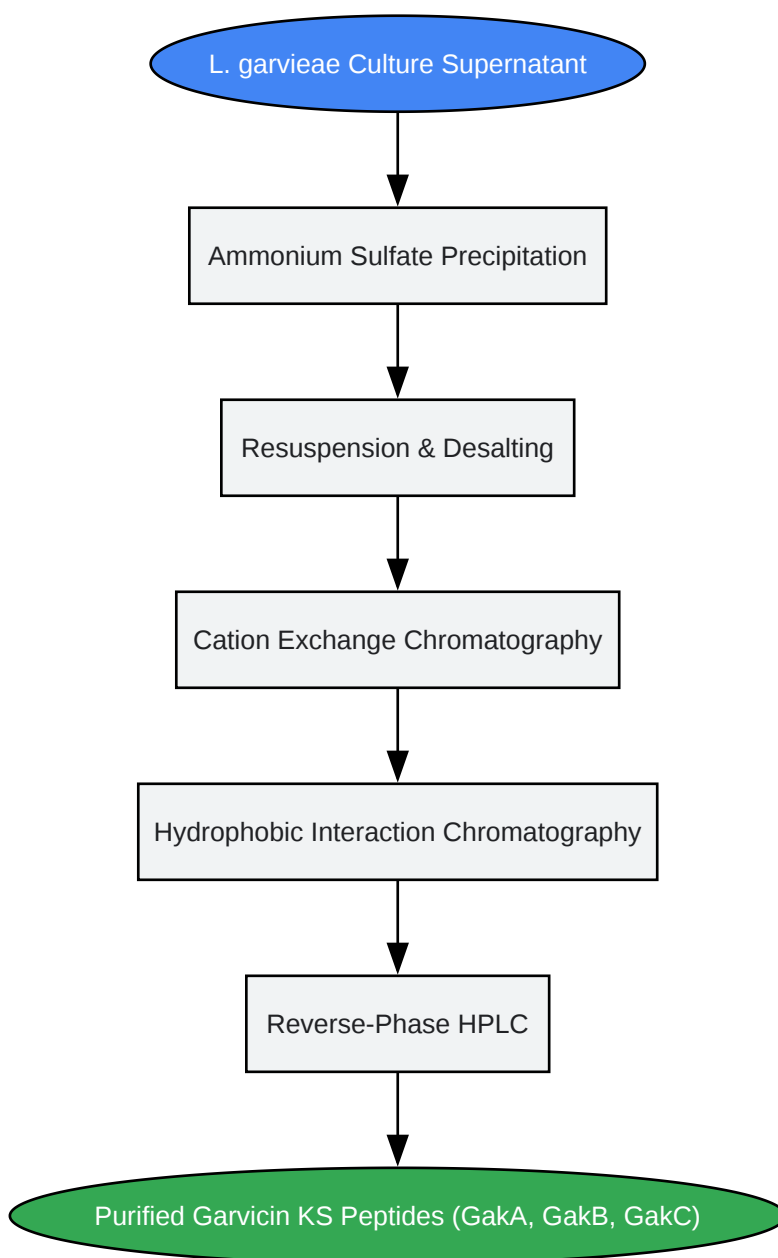 L. garvieae Culture Supernatant
Ammonium Sulfate Precipitation
Resuspension & Desalting
Cation Exchange Chromatography
Hydrophobic Interaction Chromatography
Reverse-Phase HPLC
Purified Garvicin KS Peptides (GakA, GakB, GakC)